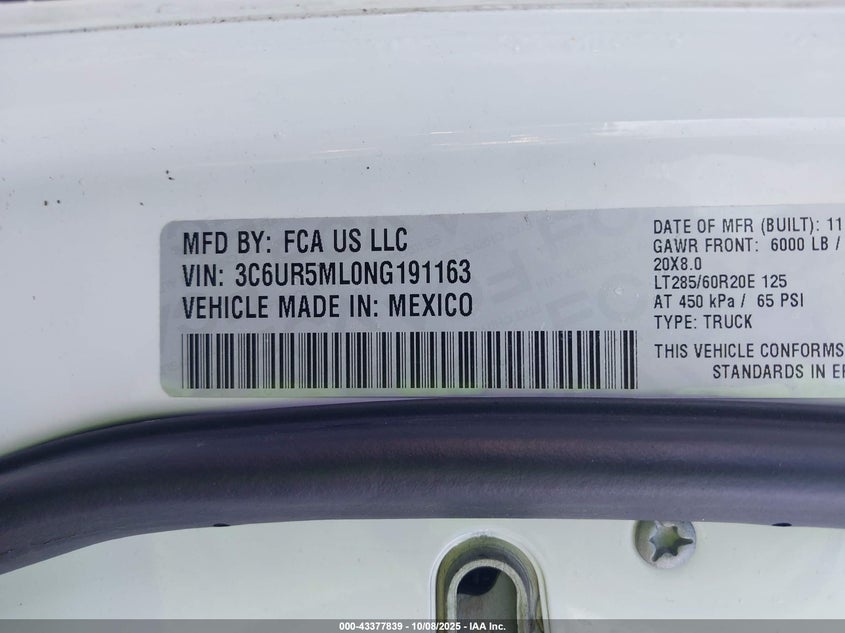 MFD BY: FCA US LLC
VIN: 3C6UR5ML0NG191163
VEHICLE MADE IN: MEXICO
DATE OF MFR (BUILT): 11
GAWR FRONT: 6000 LB /
20X8.0
LT285/60R20E 125
AT 450 kPa / 65 PSI
TYPE: TRUCK
THIS VEHICLE CONFORMS
STANDARDS IN
000-43377839 - 10/08/2025 - IAA Inc.